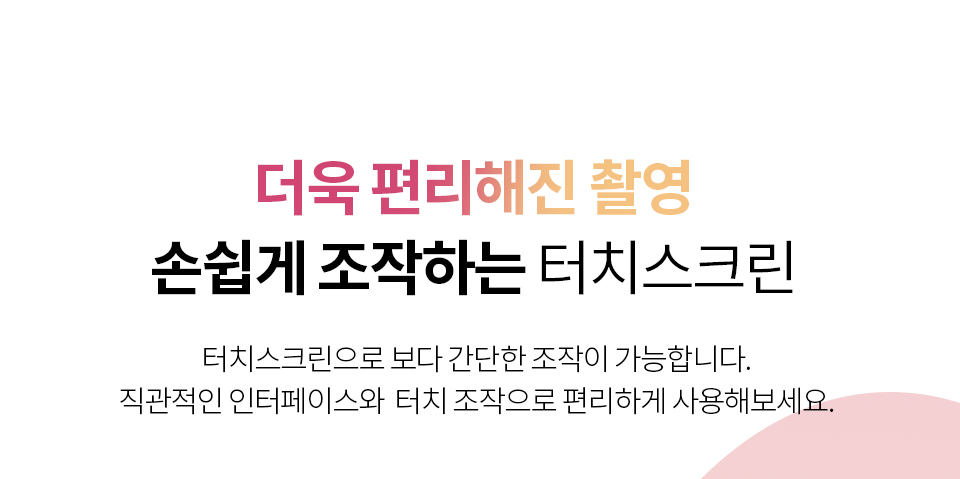 더욱 편리해진 촬영
손쉽게 조작하는 터치스크린
터치스크린으로 보다 간단한 조작이 가능합니다.
직관적인 인터페이스와 터치 조작으로 편리하게 사용해보세요.